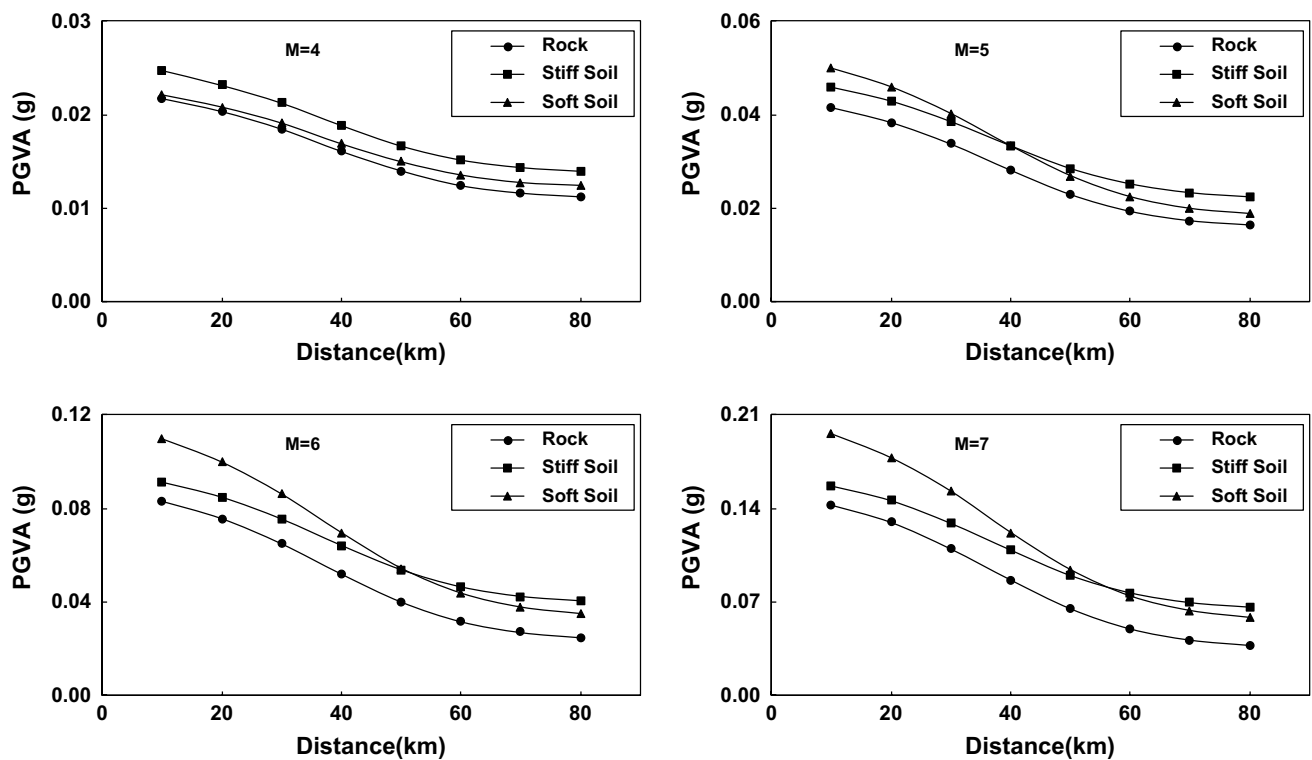 M=4
Rock
Stiff Soil
Soft Soil
PGVA (g)
0.03
0.02
0.01
0.00
0 20 40 60 80
Distance(km)
M=5
Rock
Stiff Soil
Soft Soil
PGVA (g)
0.06
0.04
0.02
0.00
0 20 40 60 80
Distance(km)
M=6
Rock
Stiff Soil
Soft Soil
PGVA (g)
0.12
0.08
0.04
0.00
0 20 40 60 80
Distance(km)
M=7
Rock
Stiff Soil
Soft Soil
PGVA (g)
0.21
0.14
0.07
0.00
0 20 40 60 80
Distance(km)